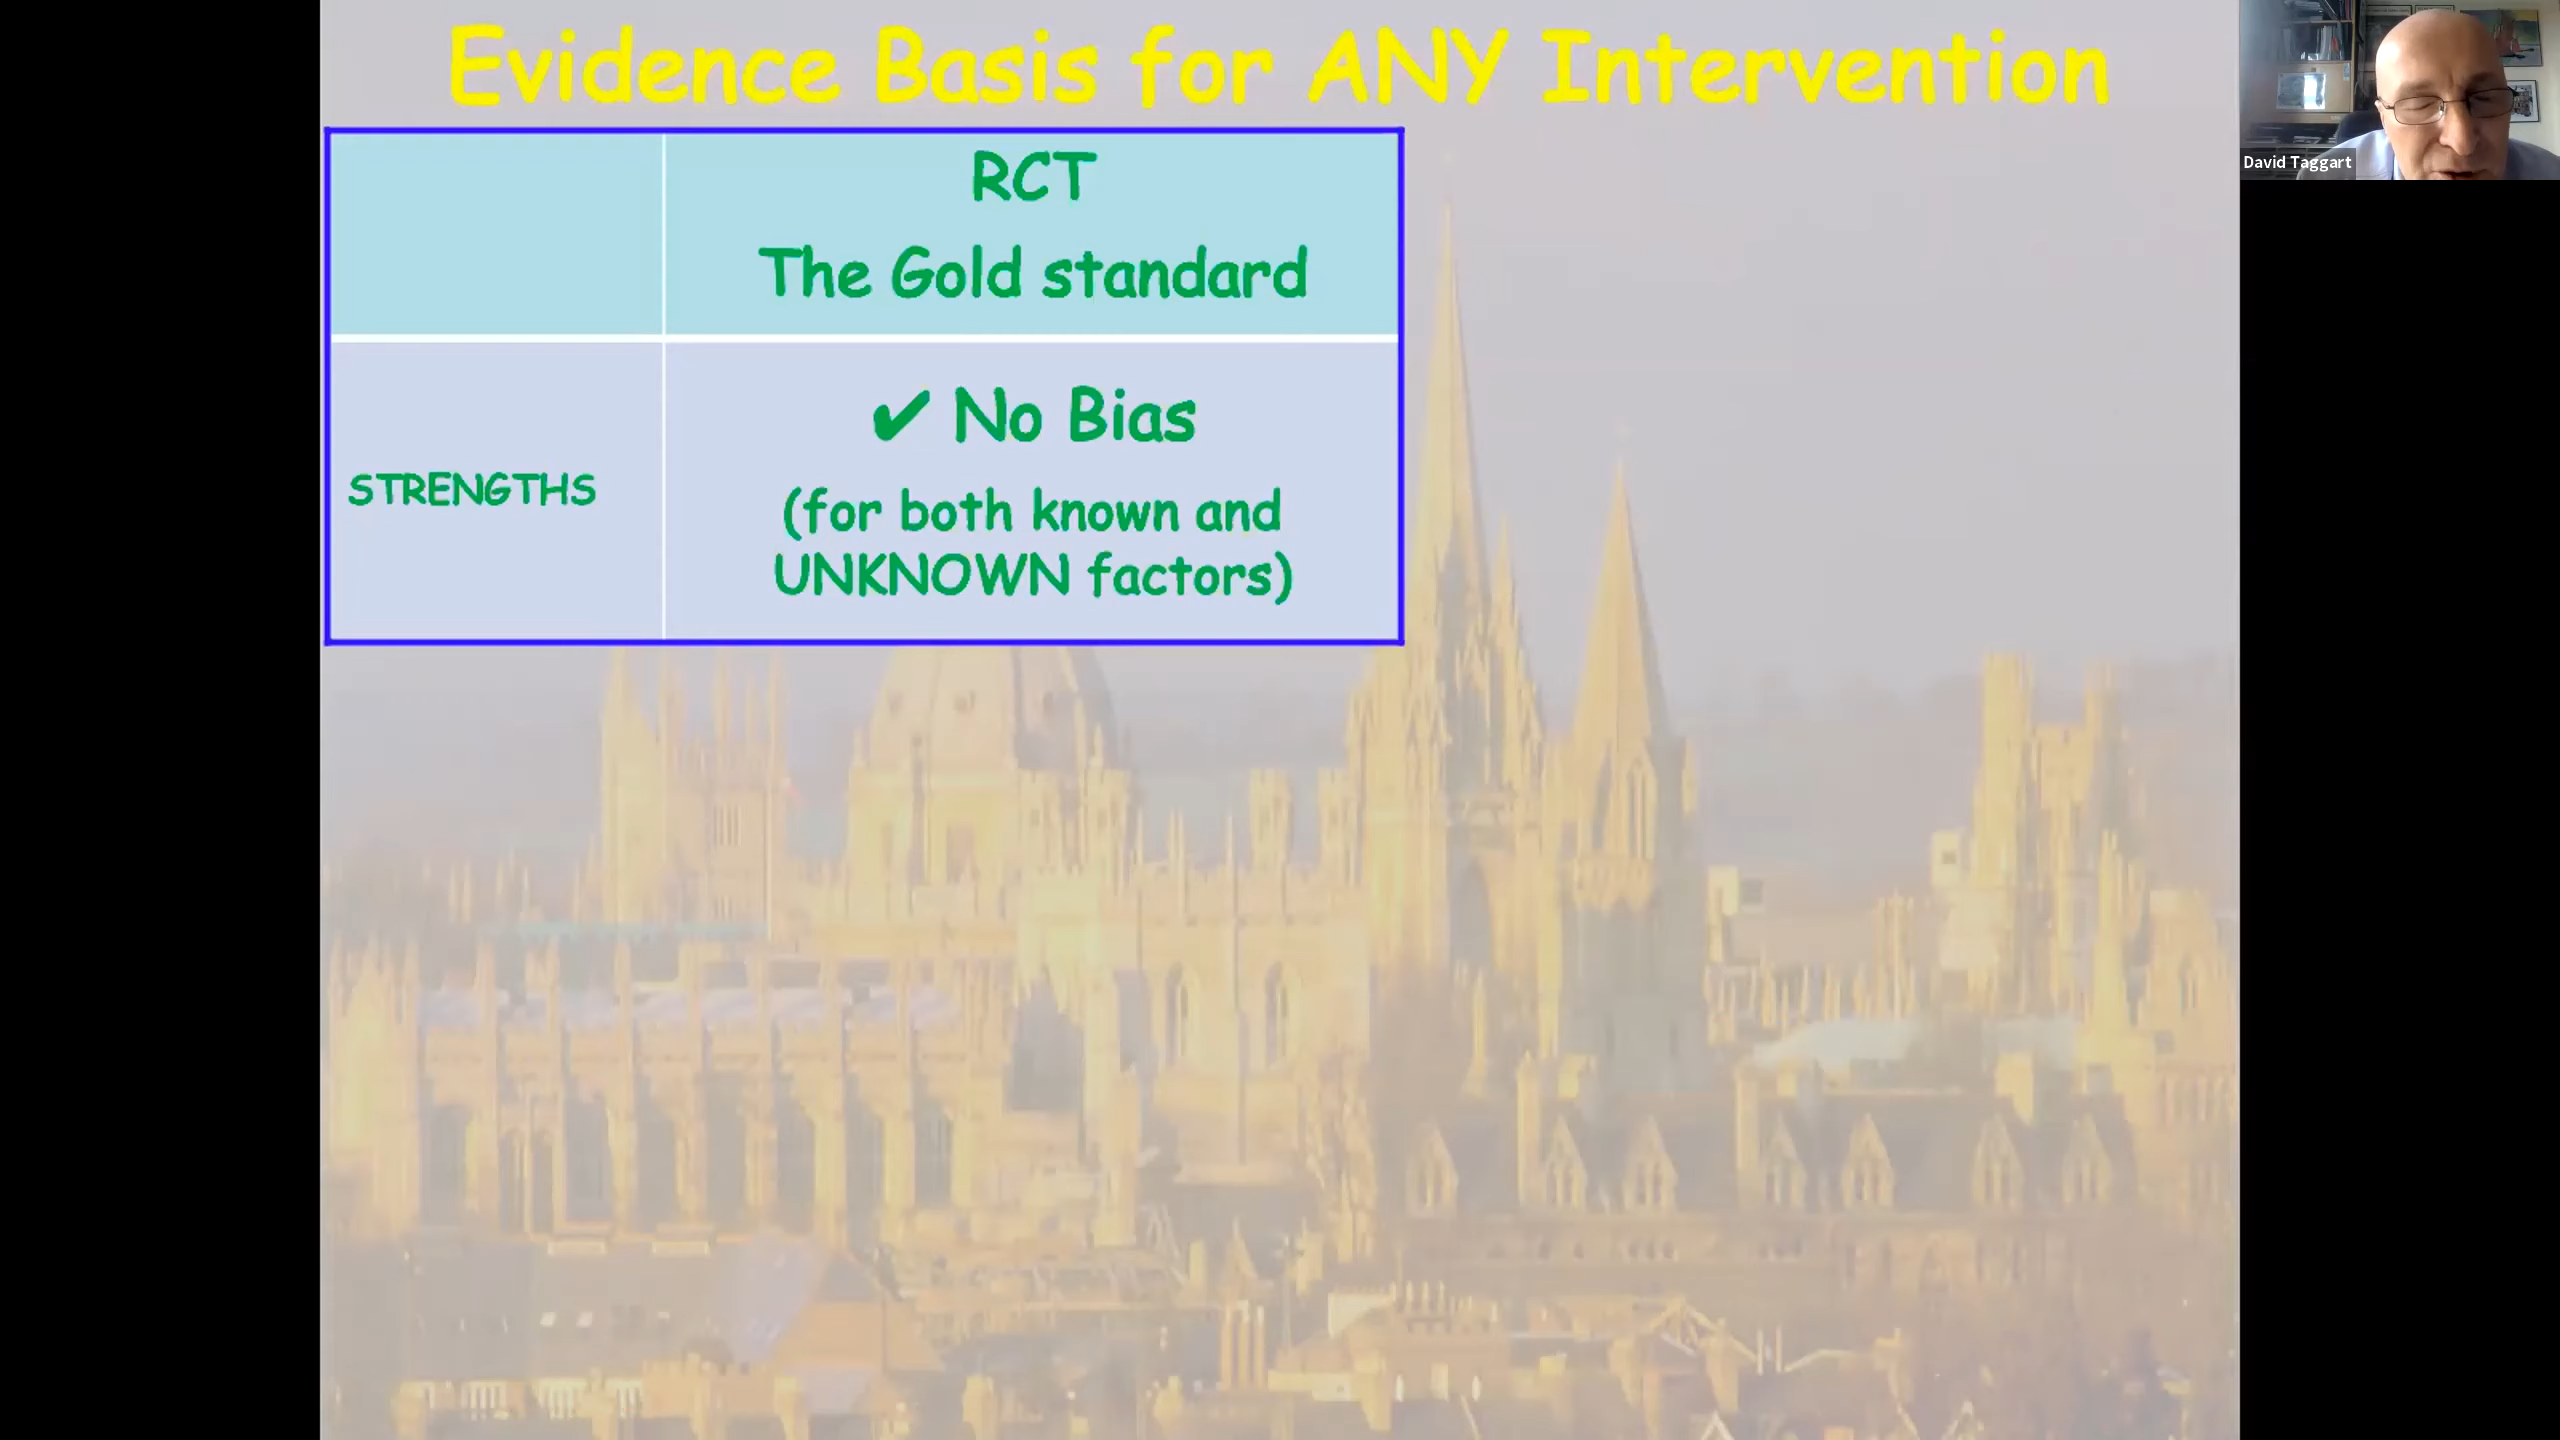 Evidence Basis for ANY Intervention
David Taggart
RCT
The Gold standard
STRENGTHS
✔ No Bias
(for both known and
UNKNOWN factors)